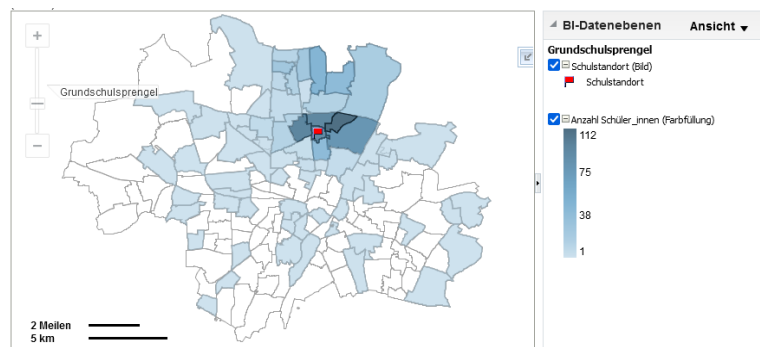 Grundschulsprengel
2 Meilen
5 km
BI-Datenebenen
Ansicht
Grundschulsprengel
Schulstandort (Bild)
Schulstandort
Anzahl Schüler_innen (Farbfüllung)
112
75
38
1